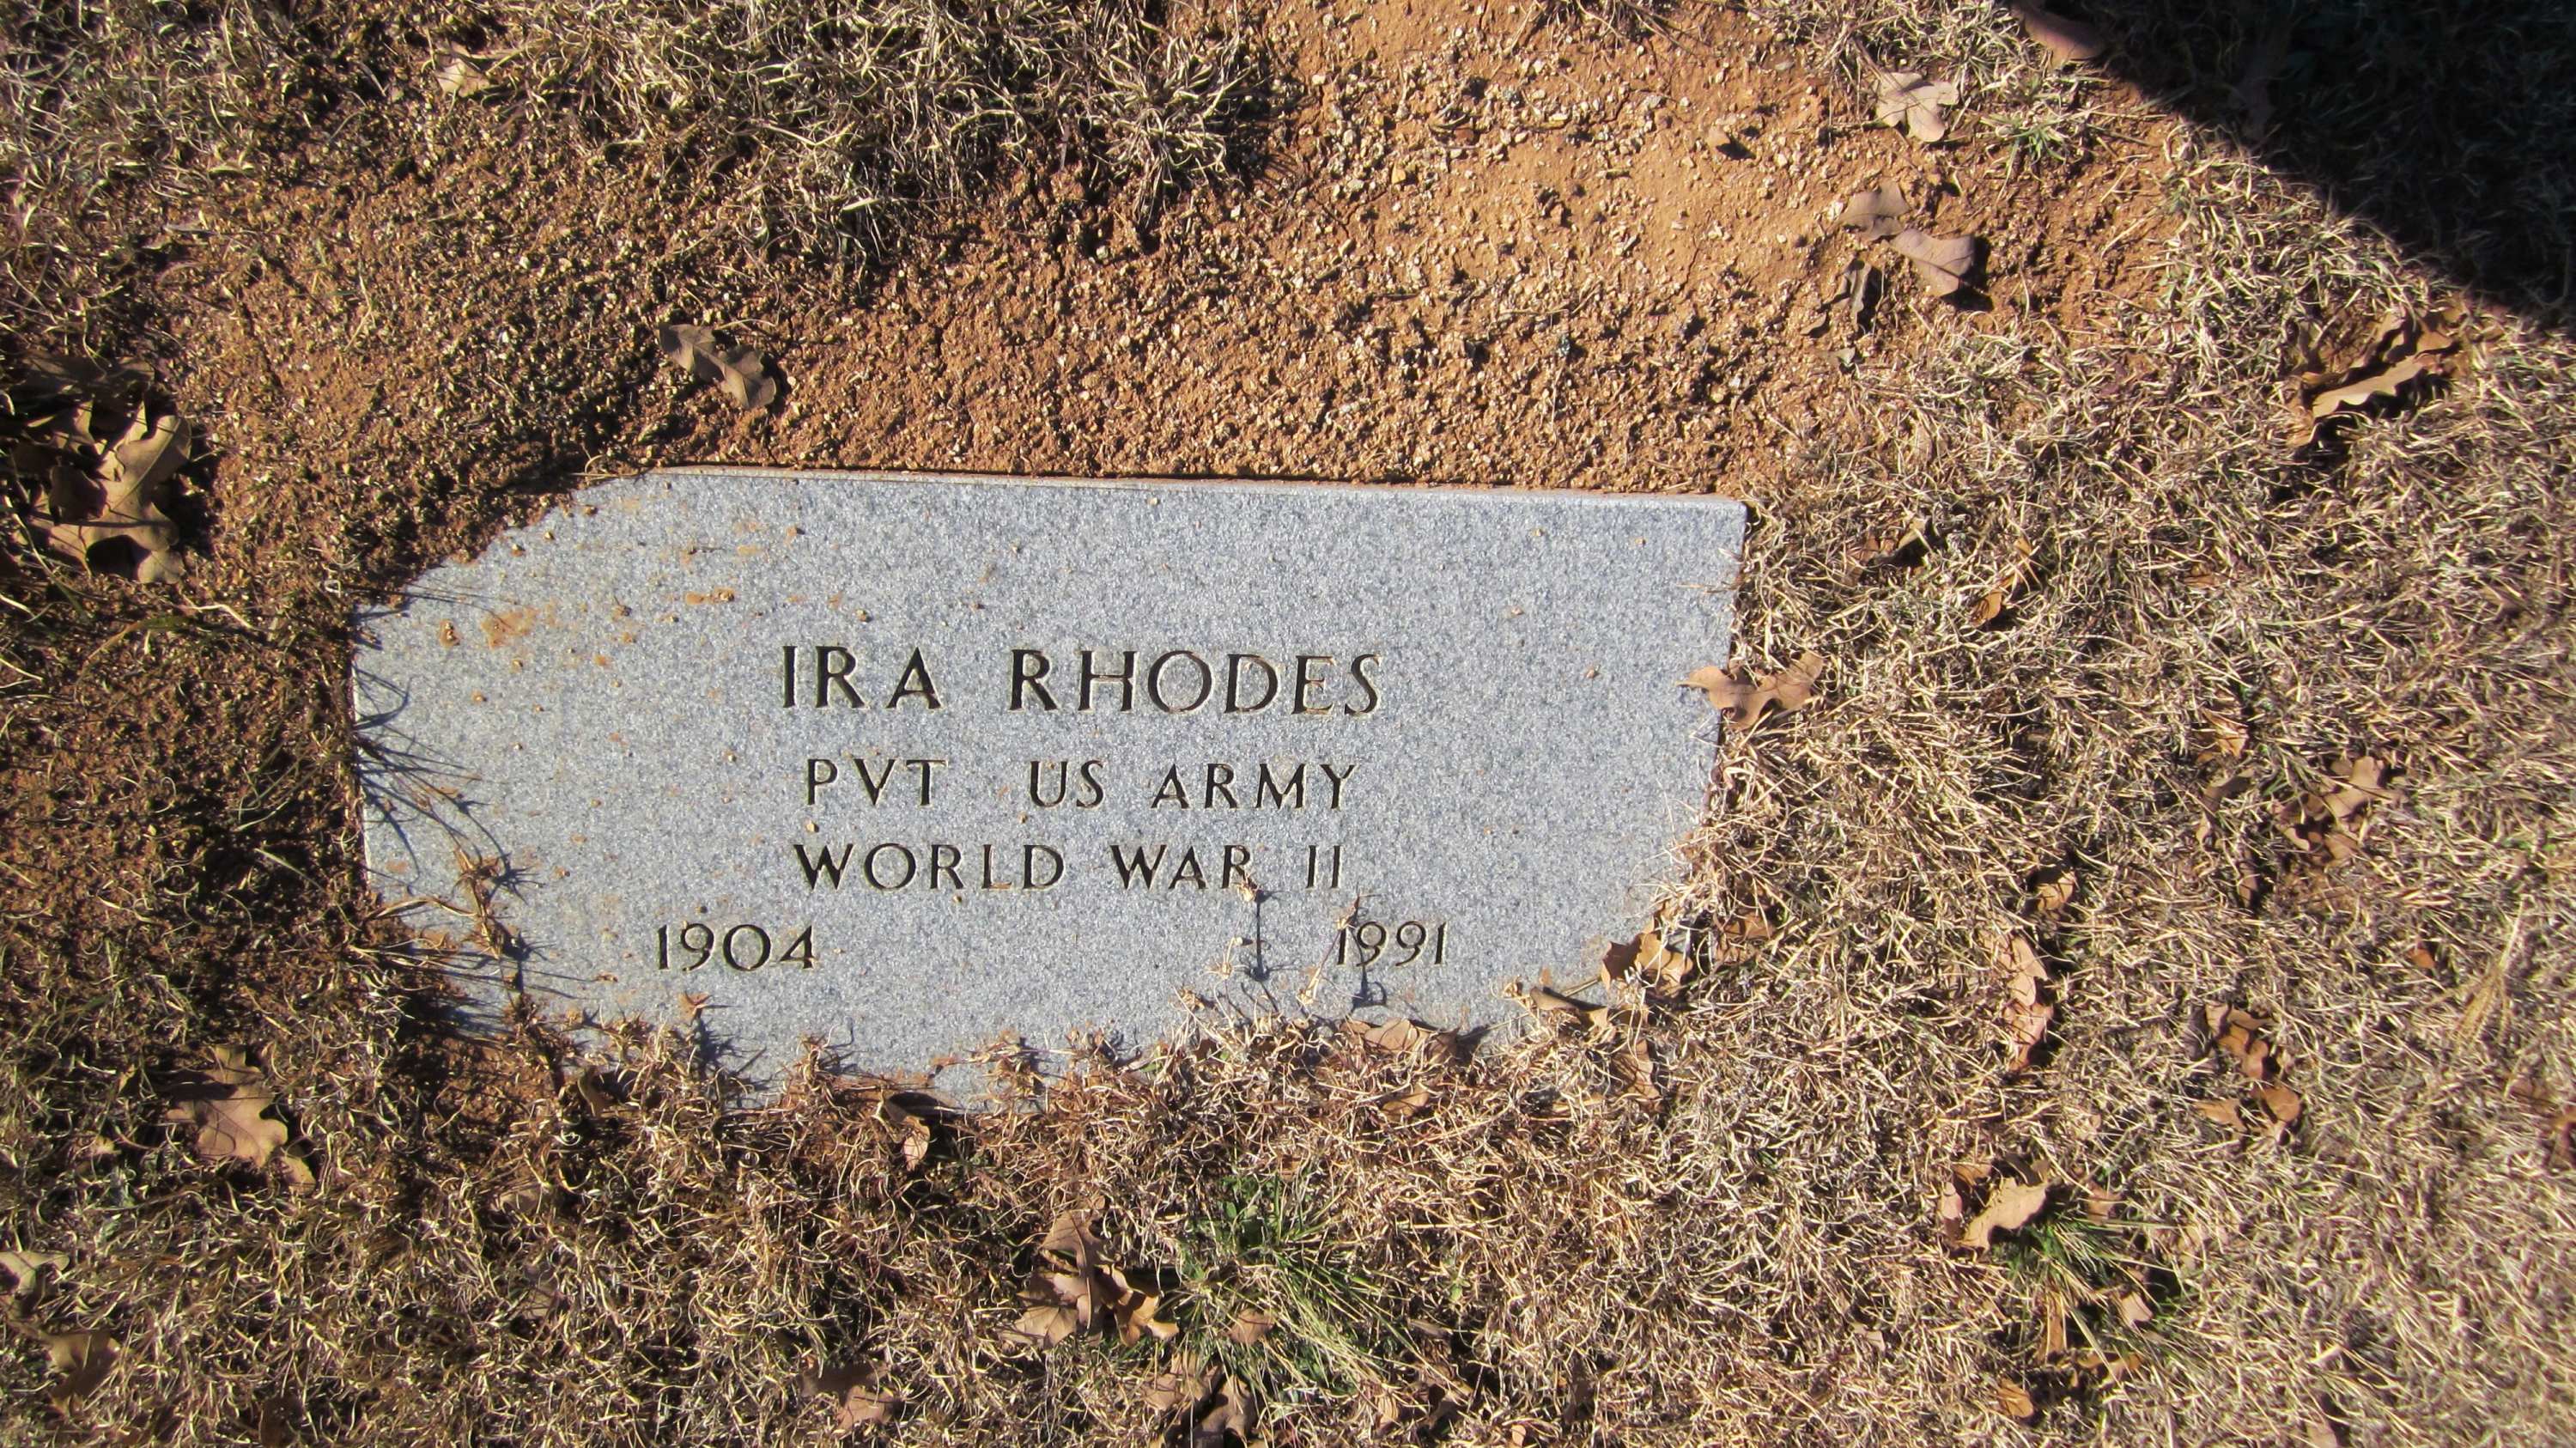 IRA RHODES
PVT US ARMY
WORLD WAR II
1904 1991